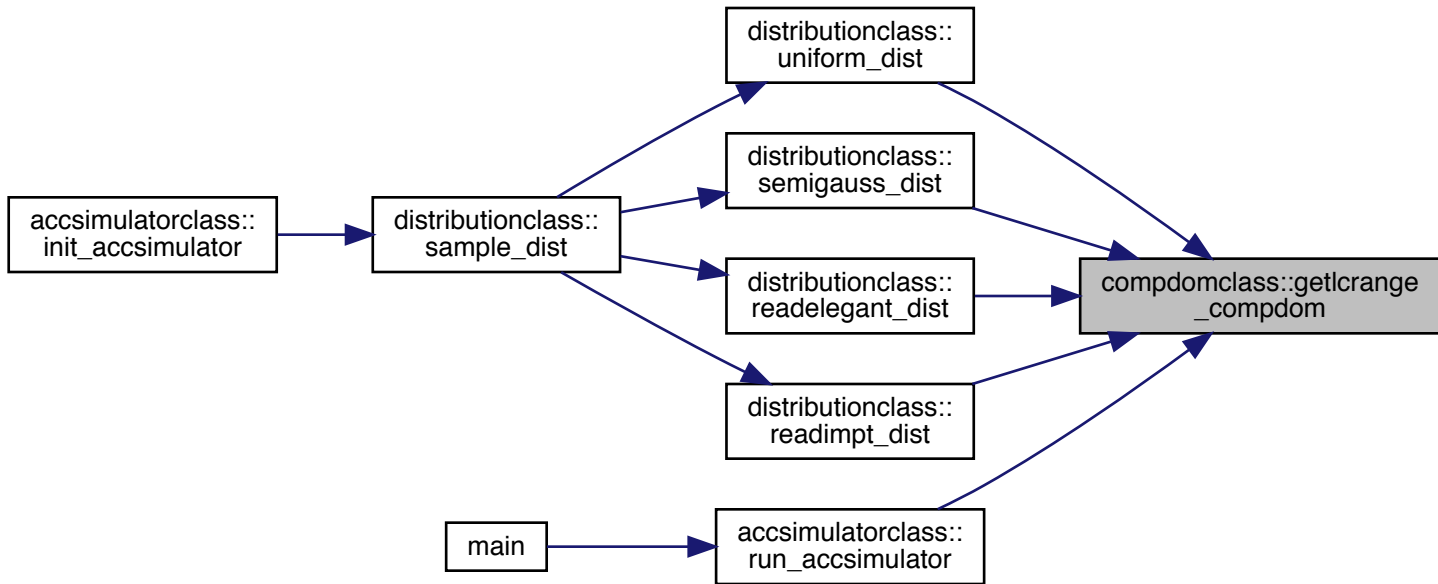 distributionclass::
uniform_dist
distributionclass::
semigauss_dist
accsimulatorclass::
init_accsimulator
distributionclass::
sample_dist
distributionclass::
readelegant_dist
compdomclass::getlcrange
_compdom
distributionclass::
readimpt_dist
main
accsimulatorclass::
run_accsimulator